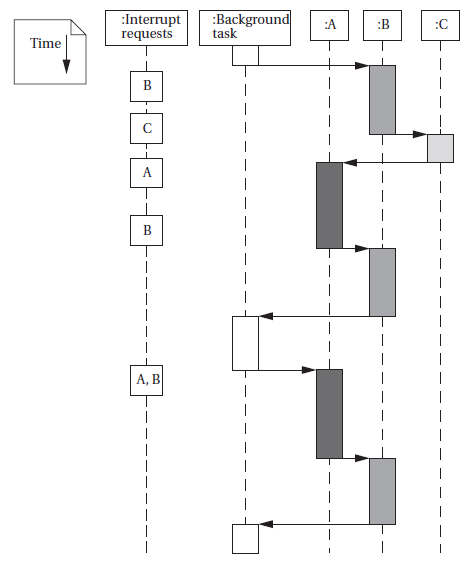 Time
:Interrupt
requests
:Background
task
:A
:B
:C
B
C
A
B
A, B